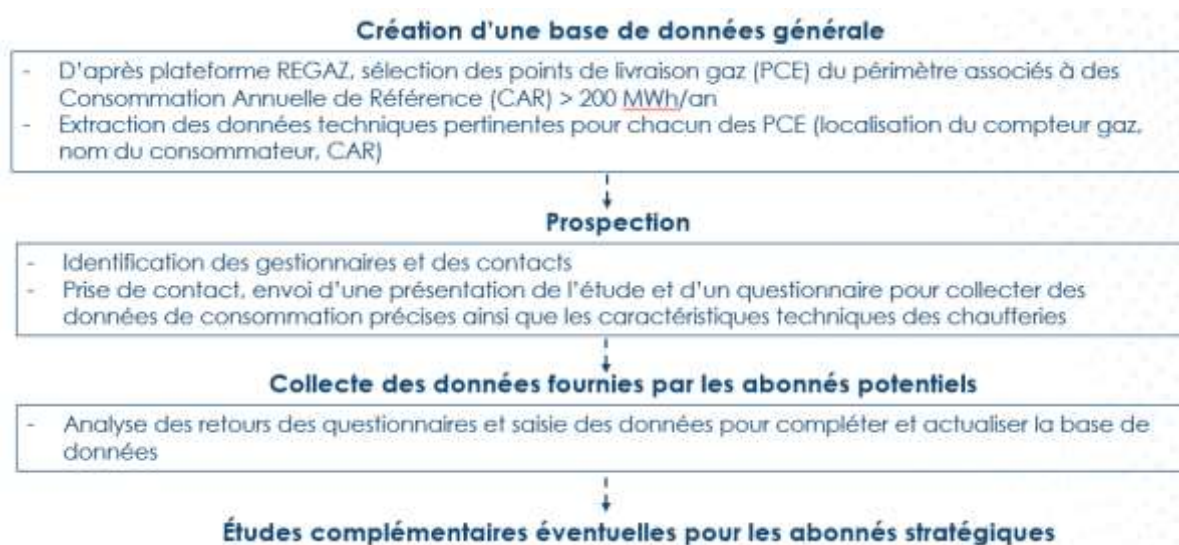 Création d'une base de données générale
- D'après plateforme REGAZ, sélection des points de livraison gaz (PCE) du périmètre associés à des
Consommation Annuelle de Référence (CAR) > 200 MWh/an
- Extraction des données techniques pertinentes pour chacun des PCE (localisation du compteur gaz,
nom du consommateur, CAR)
Prospection
- Identification des gestionnaires et des contacts
- Prise de contact, envoi d'une présentation de l'étude et d'un questionnaire pour collecter des
données de consommation précises ainsi que les caractéristiques techniques des chaufferies
Collecte des données fournies par les abonnés potentiels
- Analyse des retours des questionnaires et saisie des données pour compléter et actualiser la base de
données
Études complémentaires éventuelles pour les abonnés stratégiques